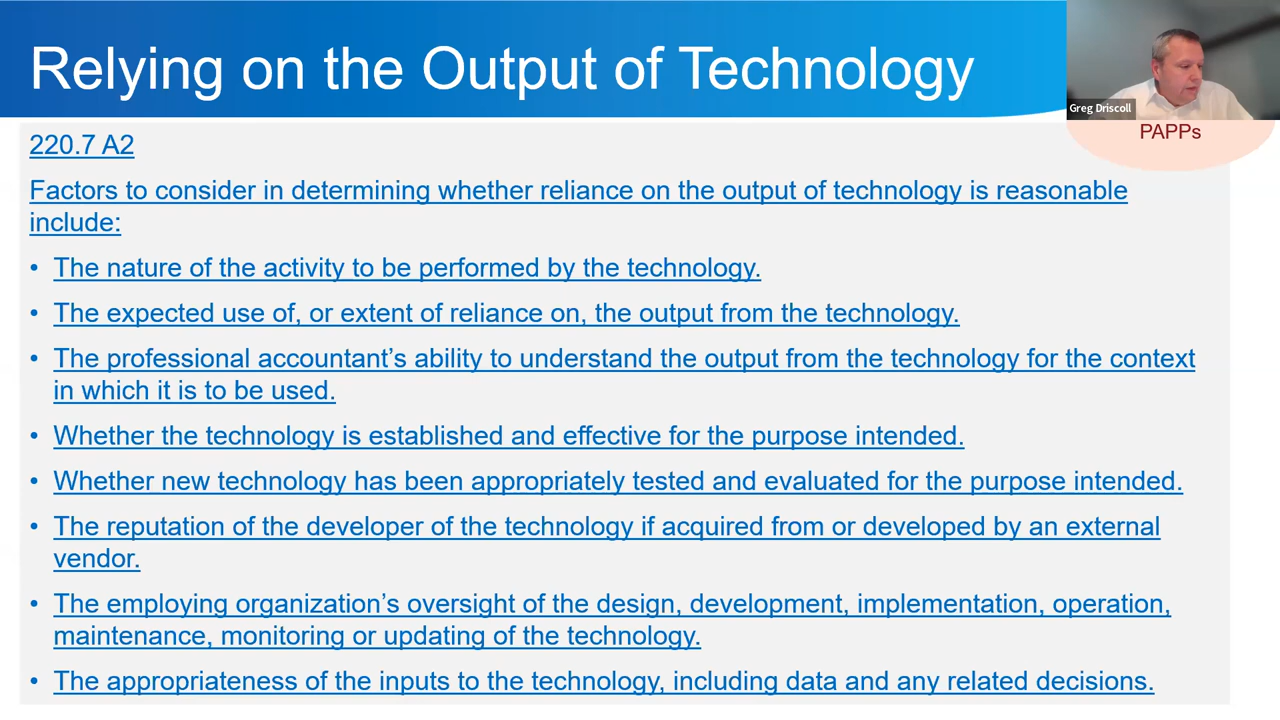 Relying on the Output of Technology
Greg Driscoll
PAPPs
220.7 A2
Factors to consider in determining whether reliance on the output of technology is reasonable
include:
• The nature of the activity to be performed by the technology.
• The expected use of, or extent of reliance on, the output from the technology.
• The professional accountant’s ability to understand the output from the technology for the context
in which it is to be used.
• Whether the technology is established and effective for the purpose intended.
• Whether new technology has been appropriately tested and evaluated for the purpose intended.
• The reputation of the developer of the technology if acquired from or developed by an external
vendor.
• The employing organization’s oversight of the design, development, implementation, operation,
maintenance, monitoring or updating of the technology.
• The appropriateness of the inputs to the technology, including data and any related decisions.